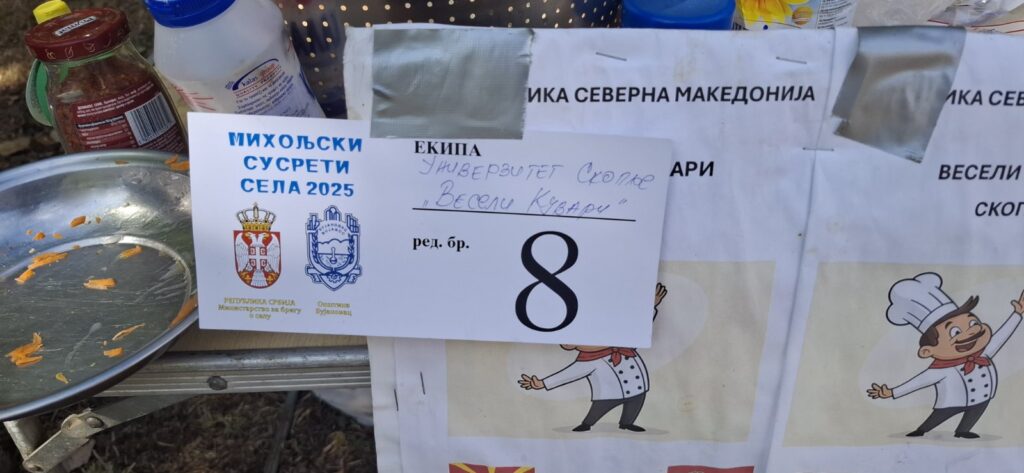 ИКА СЕВЕРНА МАКЕДОНИЈА
АРИ
ИКА СЕВ
ВЕСЕЛИ
СКОП
МИХОЉСКИ
СУСРЕТИ
СЕЛА 2025
РЕПУБЛИКА СРБИЈА
Министарство за бригу
о селу
Општина
Бујановац
ЕКИПА
Универзитет Скопље
„Весели Кувари"
ред. бр.
8